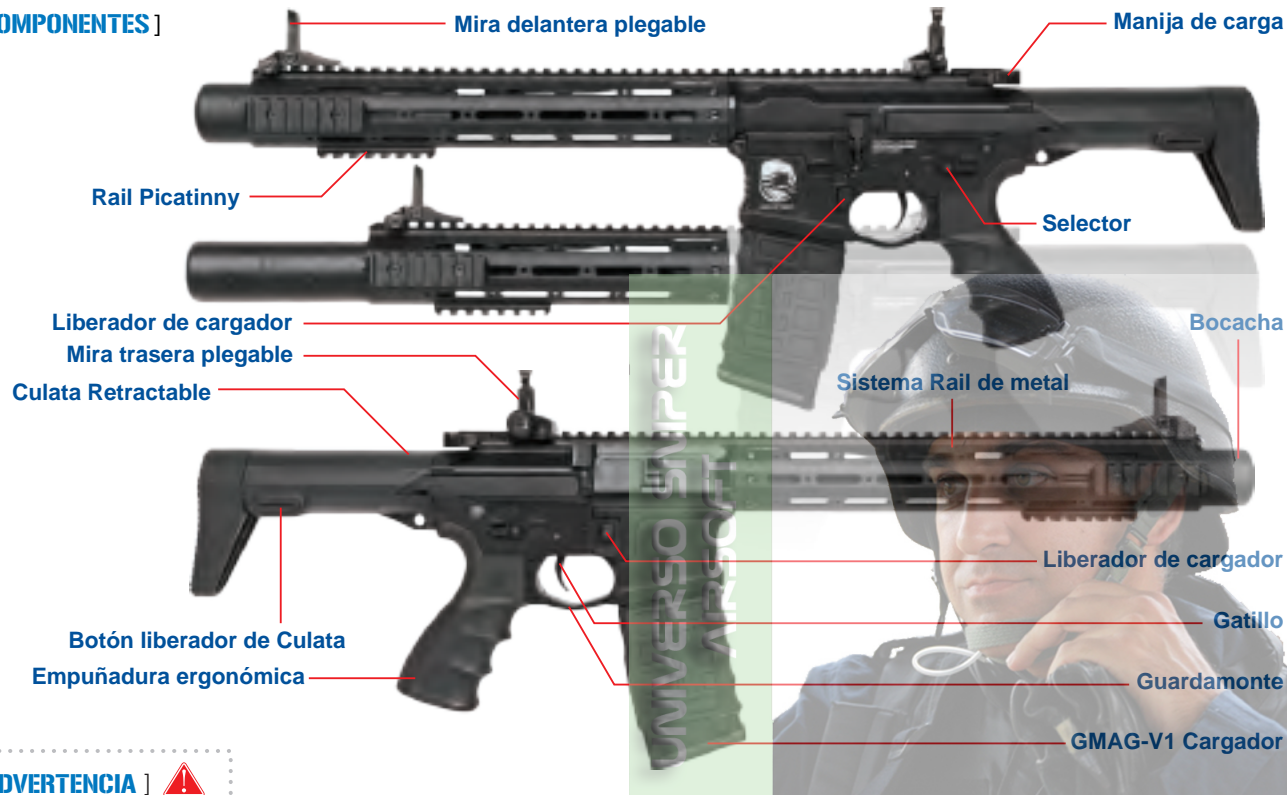 OMPONENTES ]
Mira delantera plegable
Manija de carga
Rail Picatinny
Selector
Liberador de cargador
Bocacha
Mira trasera plegable
Sistema Rail de metal
Culata Retractable
UNIVERSO SNIPER
AIRSOFT
Liberador de cargador
Gatillo
Botón liberador de Culata
Empuñadura ergonómica
Guardamonte
GMAG-V1 Cargador
DVERTENCIA ]